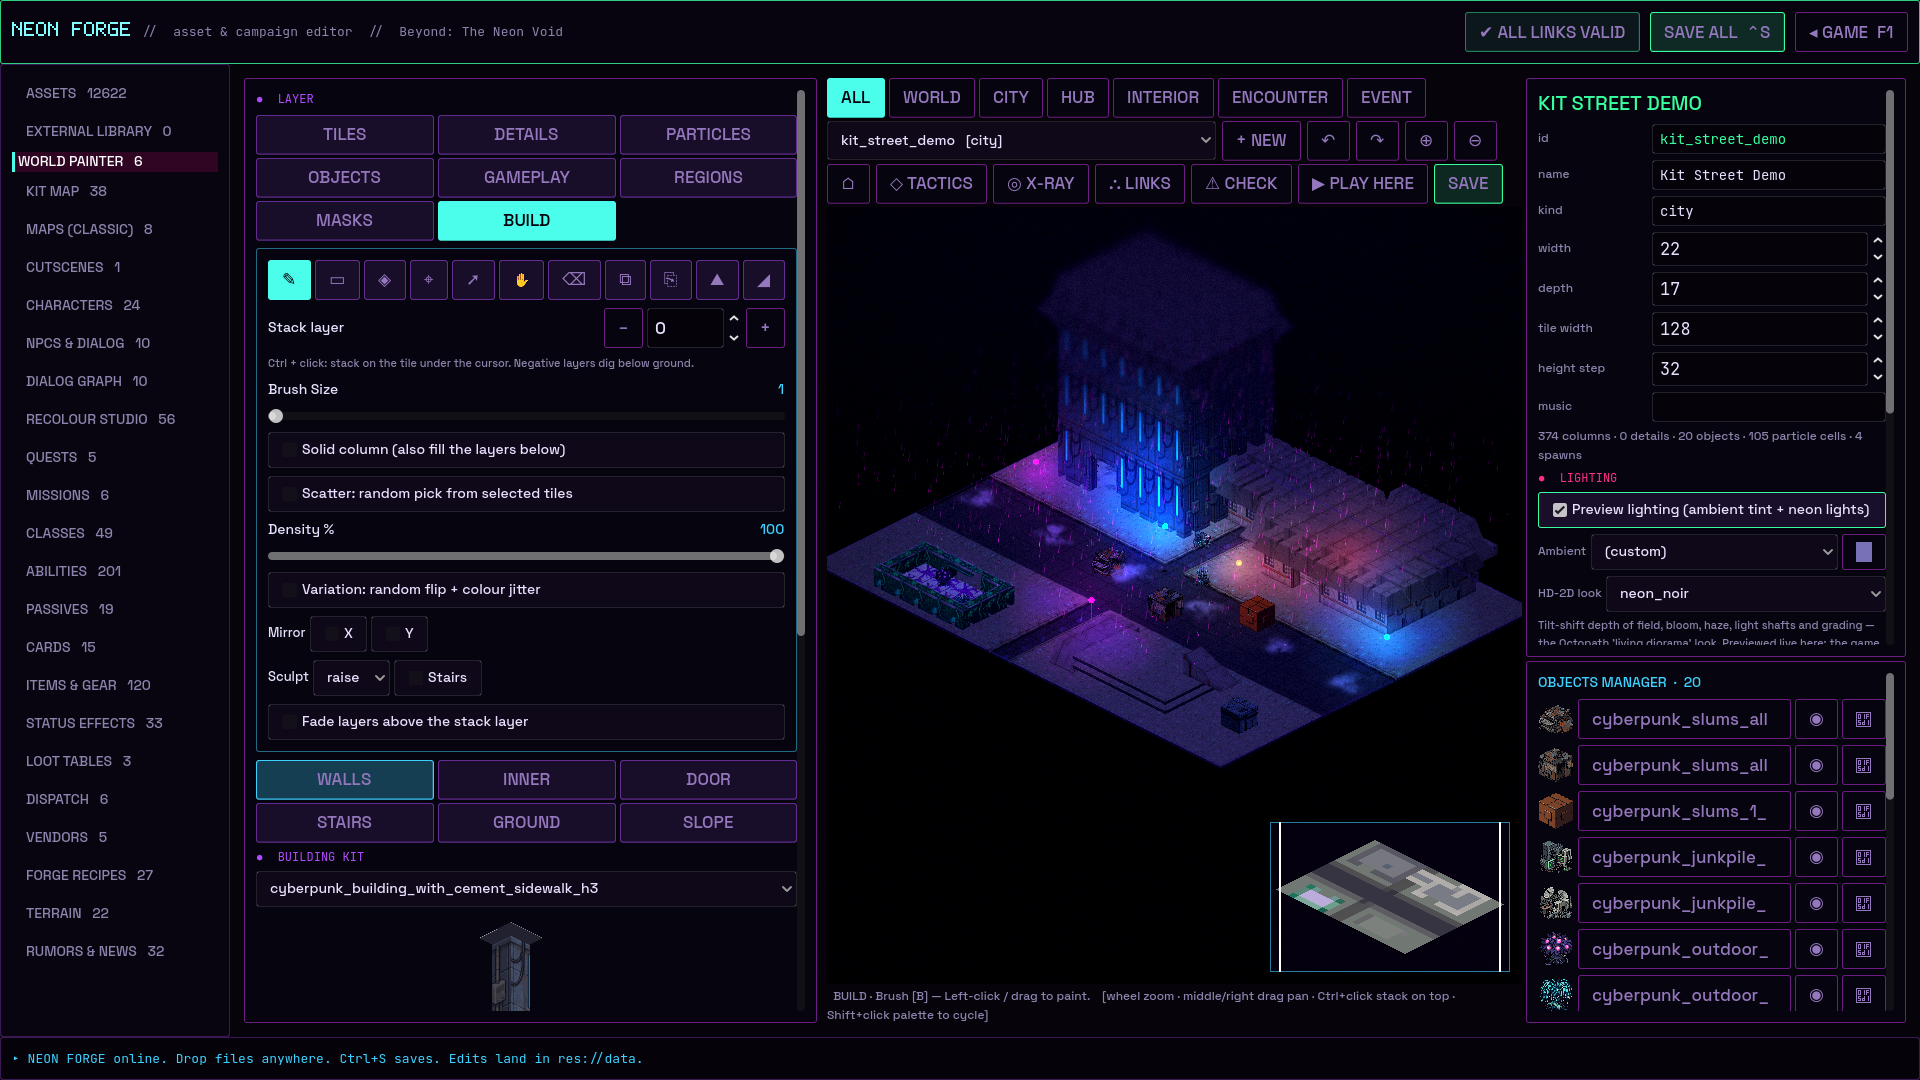 NEON FORGE // asset & campaign editor // Beyond: The Neon Void
✔ ALL LINKS VALID
SAVE ALL ^S
◂ GAME F1
ASSETS 12622
EXTERNAL LIBRARY 0
WORLD PAINTER 6
KIT MAP 38
MAPS (CLASSIC) 8
CUTSCENES 1
CHARACTERS 24
NPCS & DIALOG 10
DIALOG GRAPH 10
RECOLOUR STUDIO 56
QUESTS 5
MISSIONS 6
CLASSES 49
ABILITIES 201
PASSIVES 19
CARDS 15
ITEMS & GEAR 120
STATUS EFFECTS 33
LOOT TABLES 3
DISPATCH 6
VENDORS 5
FORGE RECIPES 27
TERRAIN 22
RUMORS & NEWS 32
LAYER
TILES
DETAILS
PARTICLES
OBJECTS
GAMEPLAY
REGIONS
MASKS
BUILD
Stack layer
− 0 +
Ctrl + click: stack on the tile under the cursor. Negative layers dig below ground.
Brush Size 1
Solid column (also fill the layers below)
Scatter: random pick from selected tiles
Density % 100
Variation: random flip + colour jitter
Mirror X Y
Sculpt raise Stairs
Fade layers above the stack layer
WALLS
INNER
DOOR
STAIRS
GROUND
SLOPE
BUILDING KIT
cyberpunk_building_with_cement_sidewalk_h3
ALL
WORLD
CITY
HUB
INTERIOR
ENCOUNTER
EVENT
kit_street_demo [city]
+ NEW
◇ TACTICS
◎ X-RAY
∴ LINKS
⚠ CHECK
▶ PLAY HERE
SAVE
BUILD · Brush [B] — Left-click / drag to paint. [wheel zoom · middle/right drag pan · Ctrl+click stack on top ·
Shift+click palette to cycle]
KIT STREET DEMO
id kit_street_demo
name Kit Street Demo
kind city
width 22
depth 17
tile width 128
height step 32
music
374 columns · 0 details · 20 objects · 105 particle cells · 4
spawns
LIGHTING
Preview lighting (ambient tint + neon lights)
Ambient (custom)
HD-2D look neon_noir
Tilt-shift depth of field, bloom, haze, light shafts and grading —
the Octopath 'living diorama' look. Previewed live here; the game
OBJECTS MANAGER · 20
cyberpunk_slums_all
cyberpunk_slums_all
cyberpunk_slums_1_
cyberpunk_junkpile_
cyberpunk_junkpile_
cyberpunk_outdoor_
cyberpunk_outdoor_
▸ NEON FORGE online. Drop files anywhere. Ctrl+S saves. Edits land in res://data.